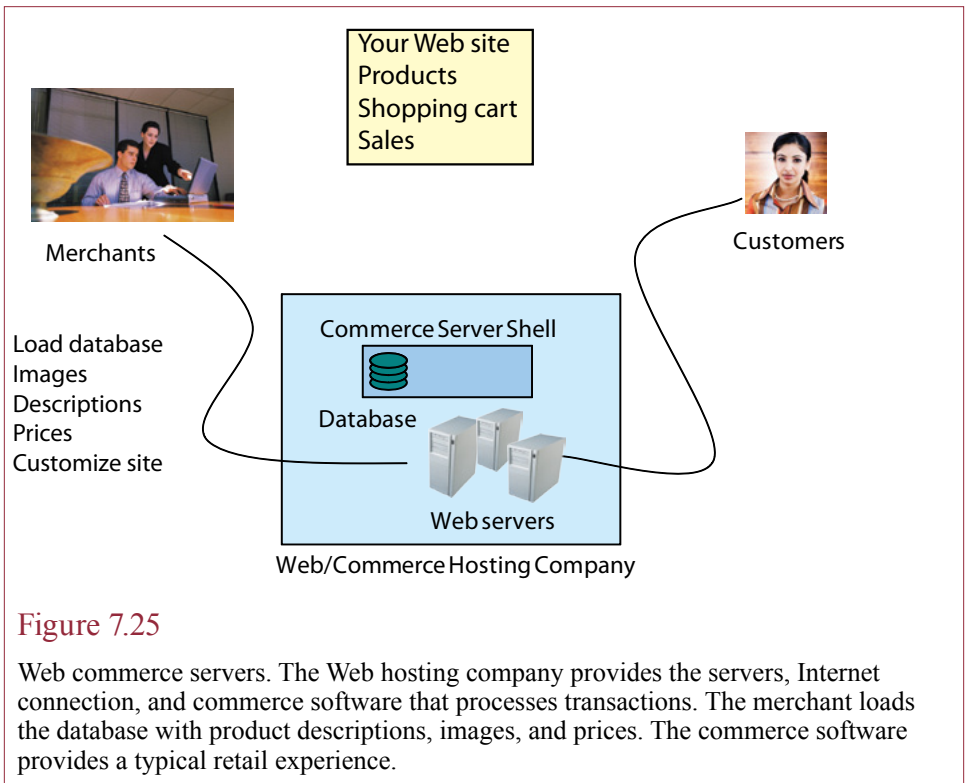 Your Web site
Products
Shopping cart
Sales
Merchants
Customers
Load database
Images
Descriptions
Prices
Customize site
Commerce Server Shell
Database
Web servers
Web/Commerce Hosting Company
Figure 7.25
Web commerce servers. The Web hosting company provides the servers, Internet
connection, and commerce software that processes transactions. The merchant loads
the database with product descriptions, images, and prices. The commerce software
provides a typical retail experience.